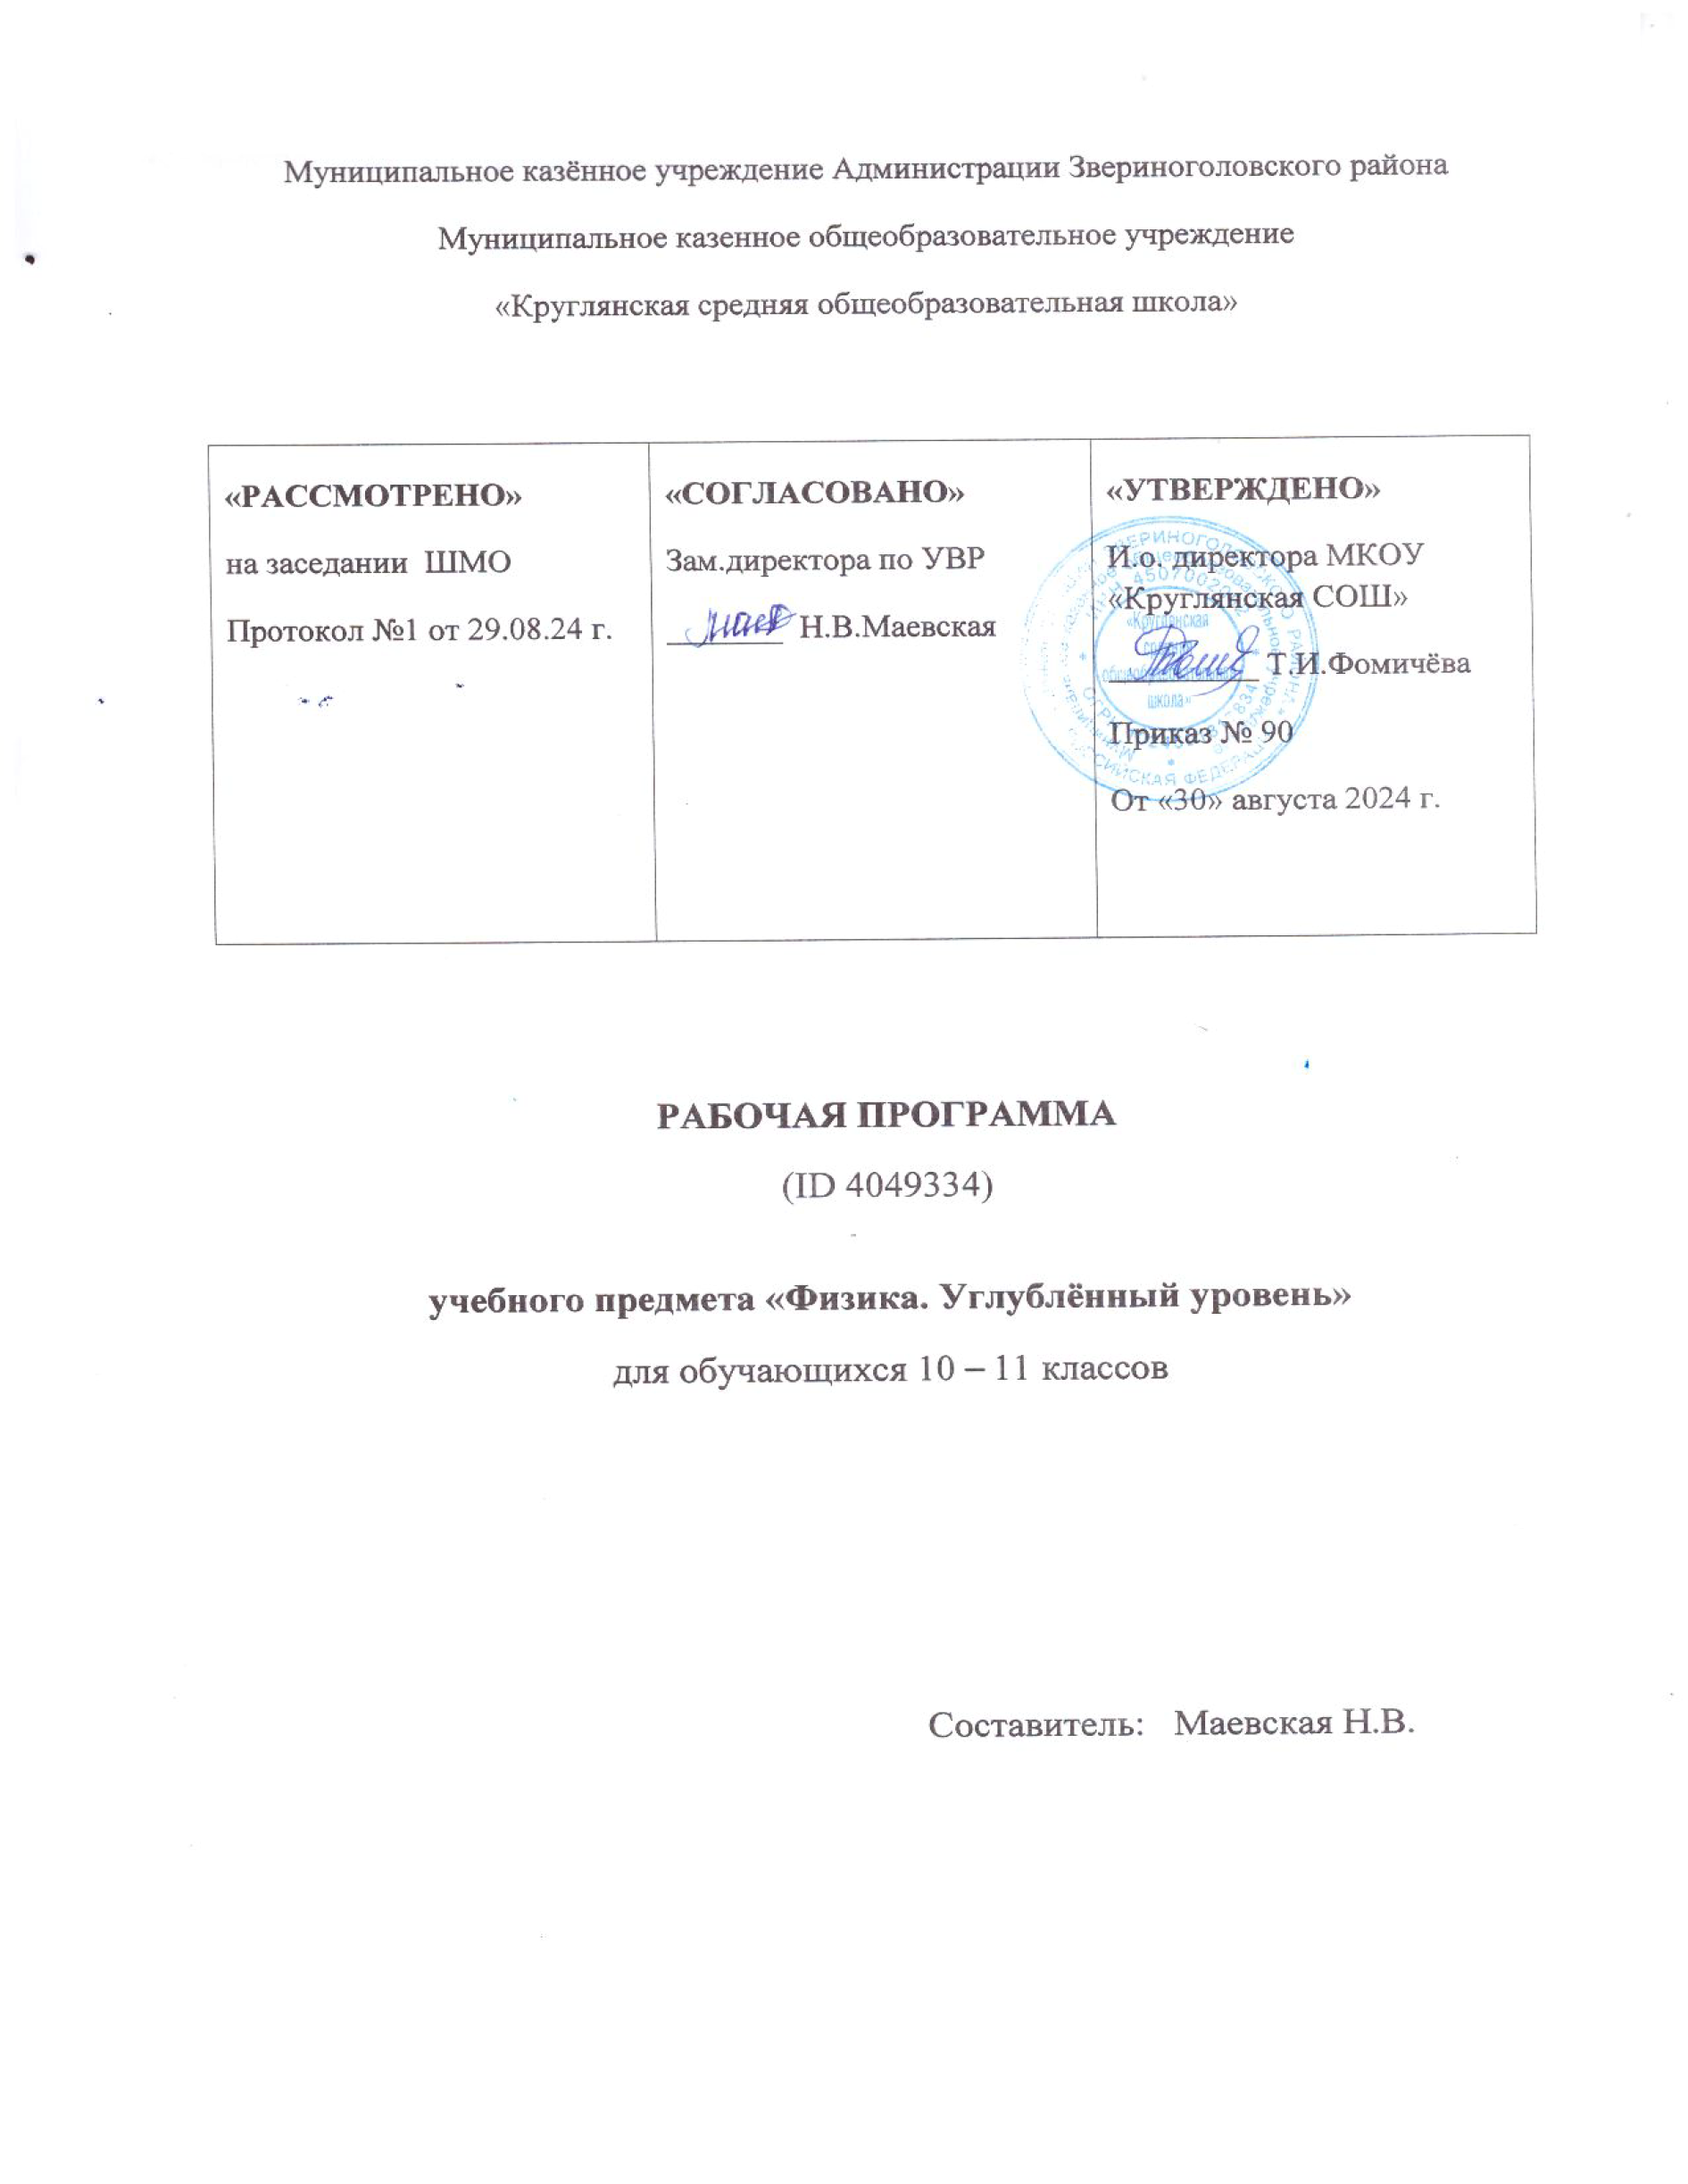 Муниципальное казённое учреждение Администрации Звериноголовского района
Муниципальное казенное общеобразовательное учреждение
«Круглянская средняя общеобразовательная школа»
«РАССМОТРЕНО»
на заседании ШМО
Протокол №1 от 29.08.24 г.
«СОГЛАСОВАНО»
Зам.директора по УВР
Н.В.Маевская
«УТВЕРЖДЕНО»
И.о. директора МКОУ
«Круглянская СОШ»
Т.И.Фомичёва
Приказ № 90
От «30» августа 2024 г.
«Круглянская
школа»
РАБОЧАЯ ПРОГРАММА
(ID 4049334)
учебного предмета «Физика. Углублённый уровень»
для обучающихся 10 – 11 классов
Составитель: Маевская Н.В.